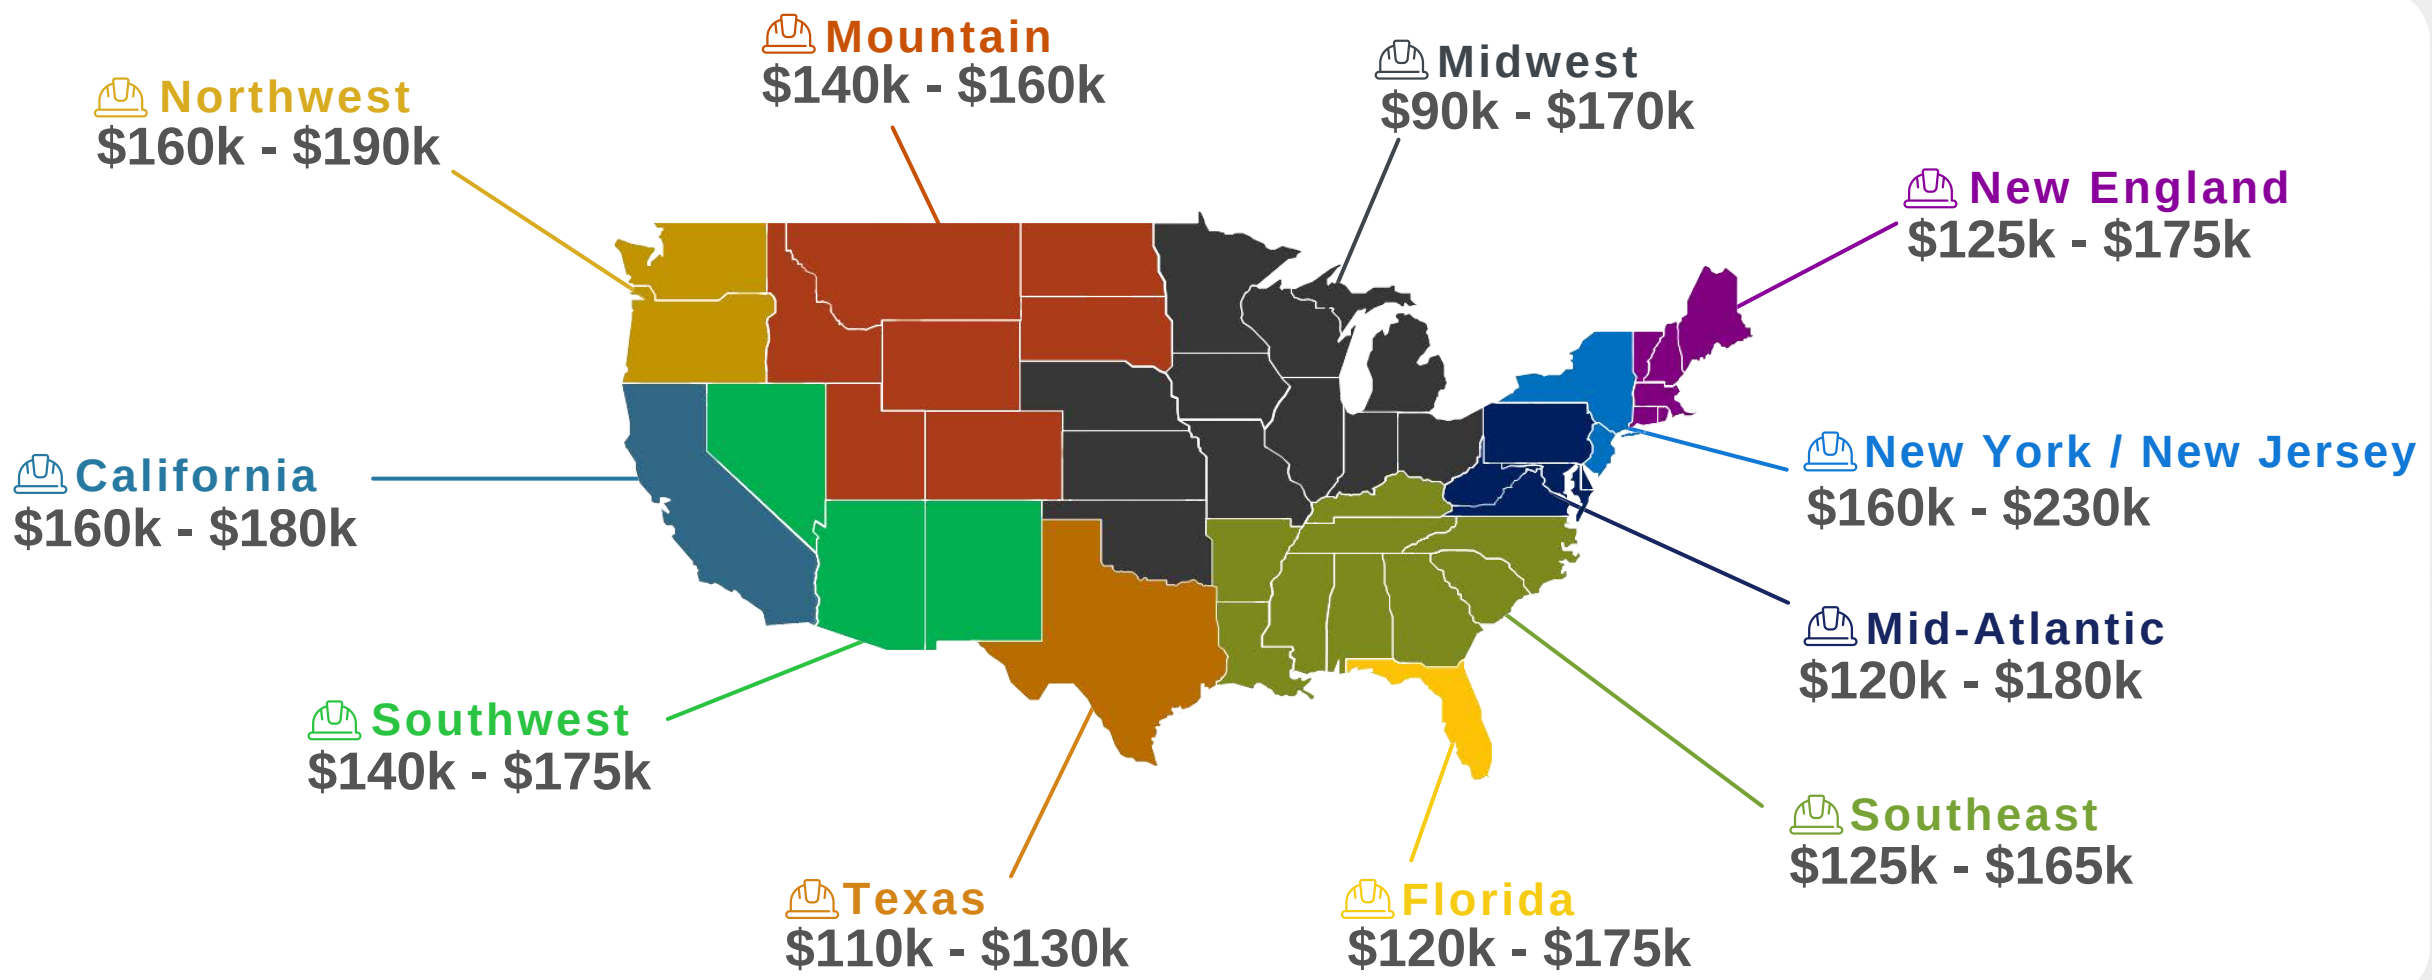 Mountain
$140k - $160k
Midwest
$90k - $170k
Northwest
$160k - $190k
New England
$125k - $175k
New York / New Jersey
$160k - $230k
California
$160k - $180k
Mid-Atlantic
$120k - $180k
Southwest
$140k - $175k
Southeast
$125k - $165k
Texas
$110k - $130k
Florida
$120k - $175k